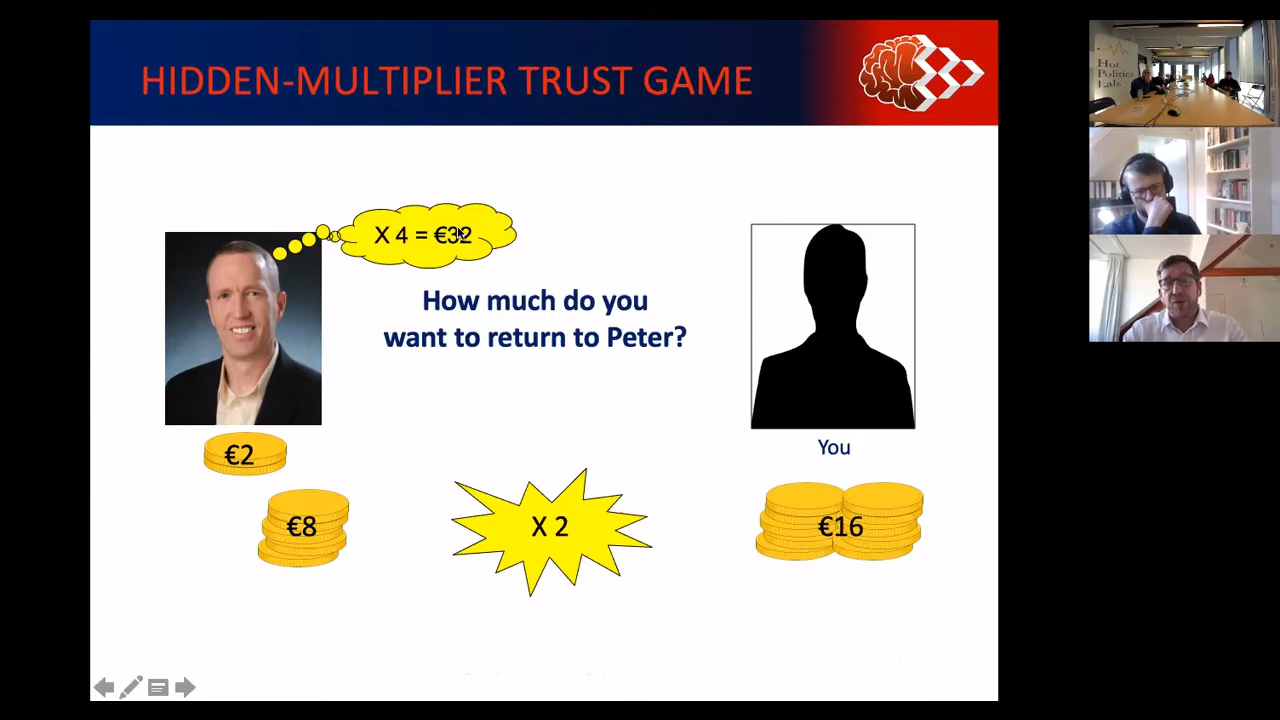 HIDDEN-MULTIPLIER TRUST GAME
X 4 = €32
How much do you
want to return to Peter?
You
€2
€8
X 2
€16
Hot
Politics
Lab